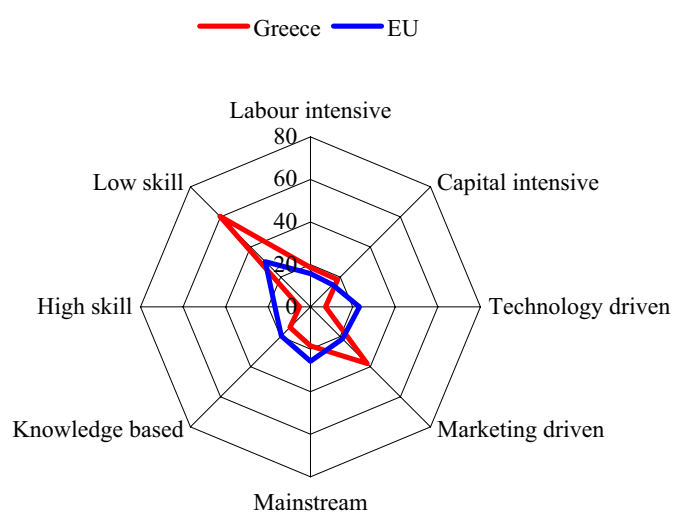 Greece EU
Labour intensive
80
Low skill
60
Capital intensive
40
20
High skill
0
Technology driven
Knowledge based
Marketing driven
Mainstream